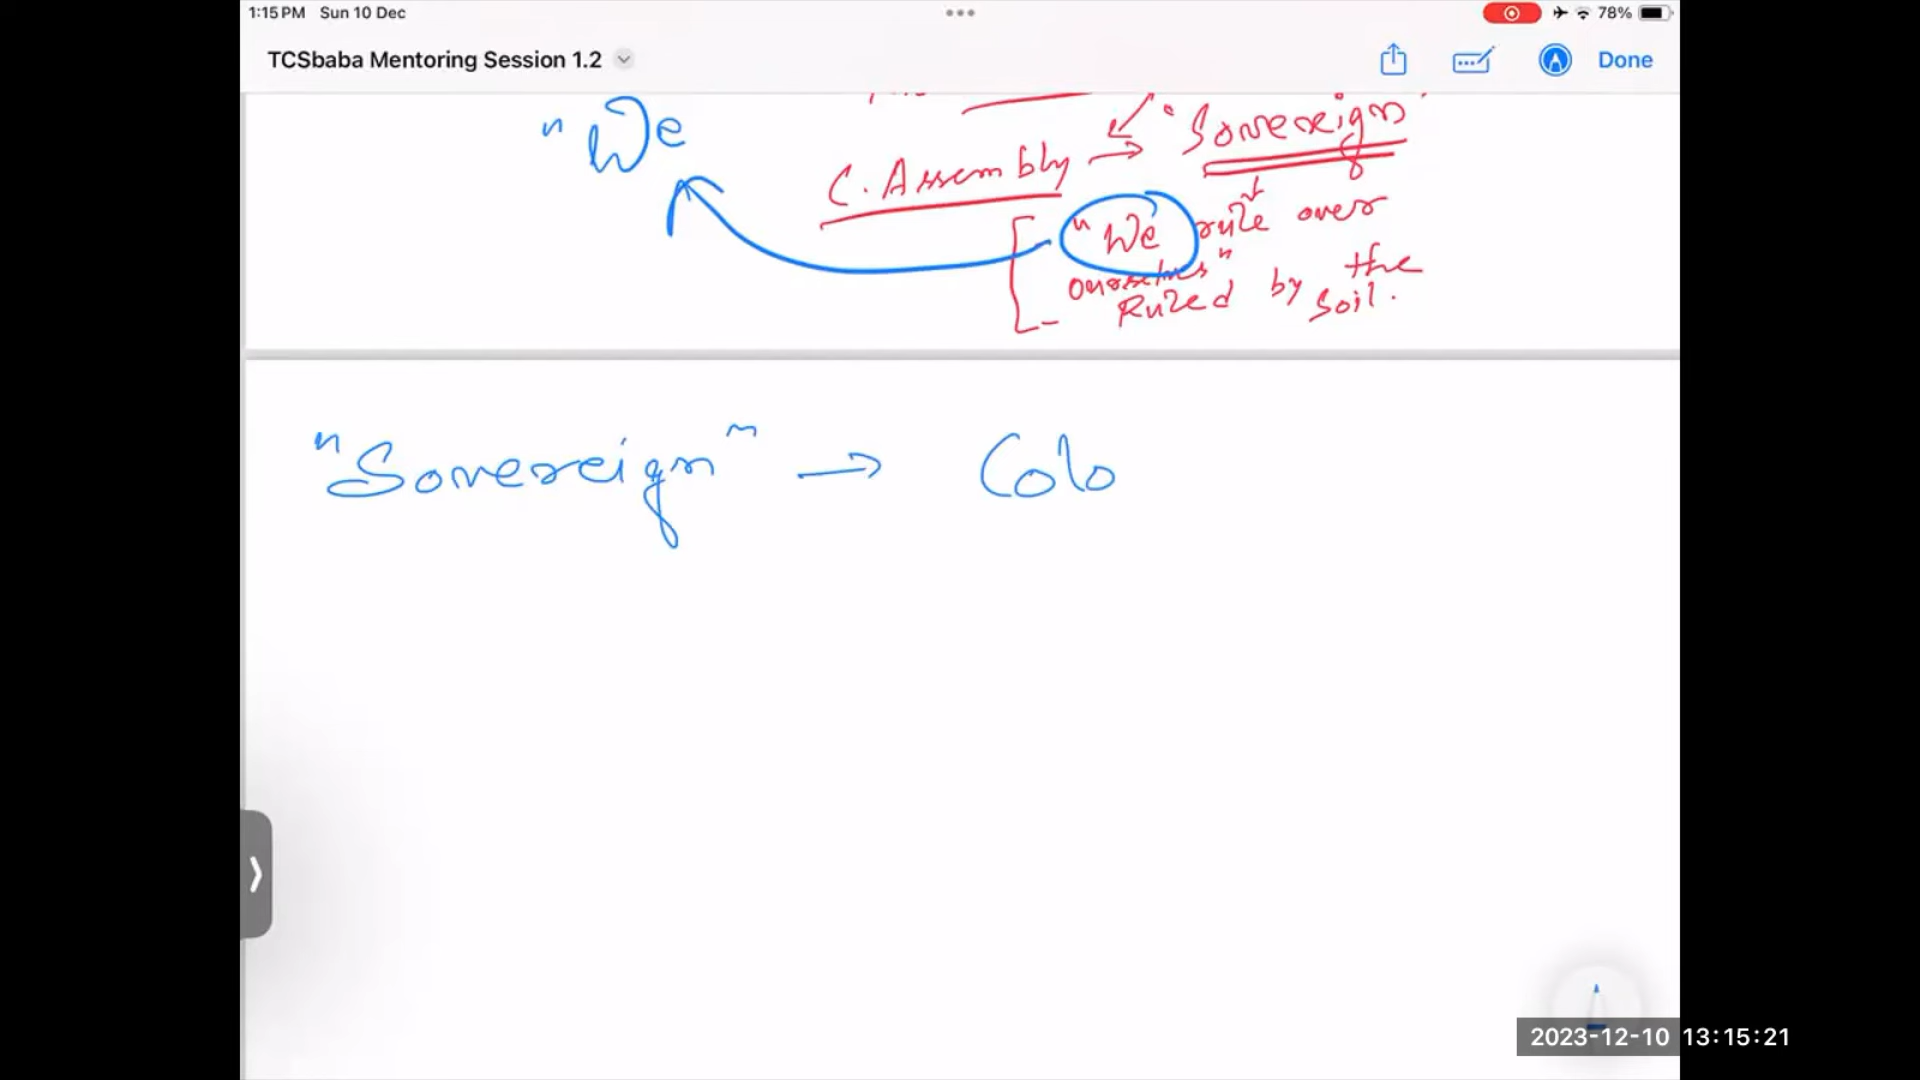 1:15 PM Sun 10 Dec
78%
TCSbaba Mentoring Session 1.2
Done
"We
"Sovereign"
C. Assembly →
"We rule over
ourselves"
Ruled by the
Soil.
"Sovereign" → Colo
2023-12-10 13:15:21